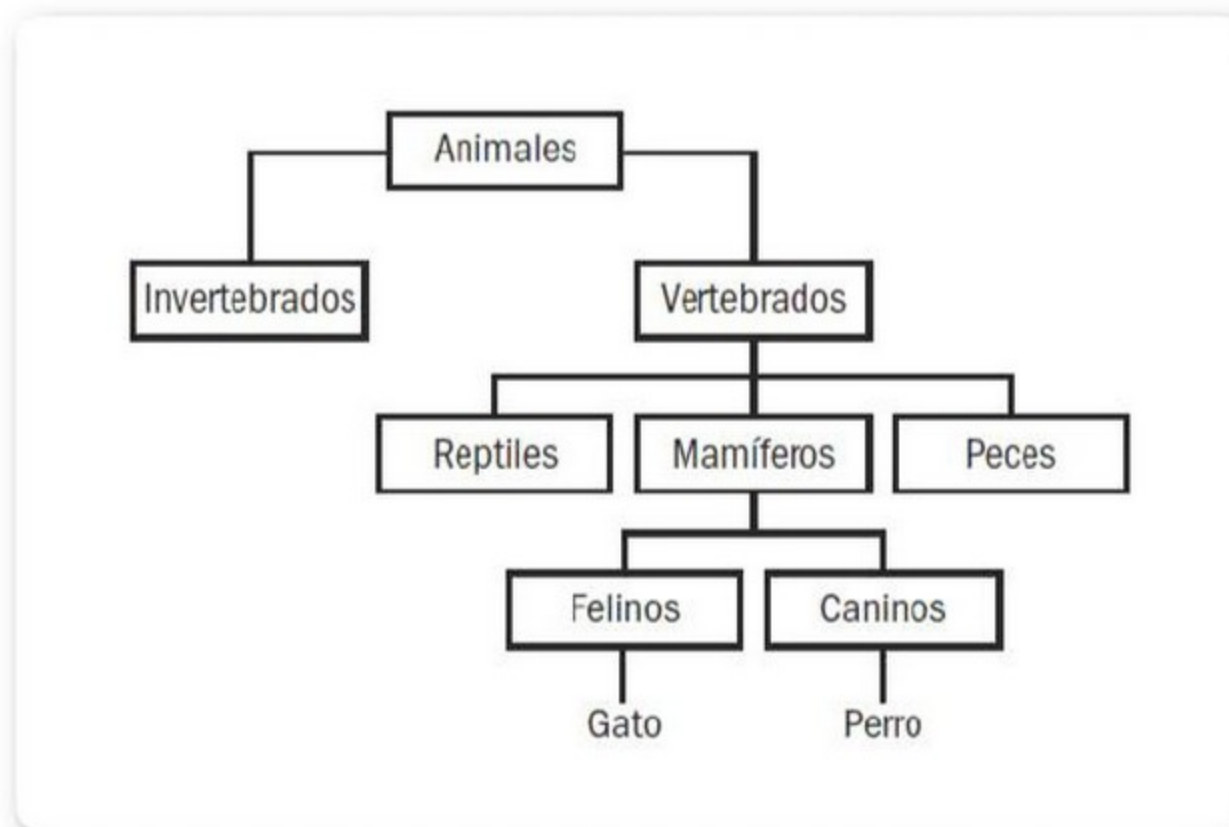 Animales
Invertebrados
Vertebrados
Reptiles
Mamíferos
Peces
Felinos
Caninos
Gato
Perro